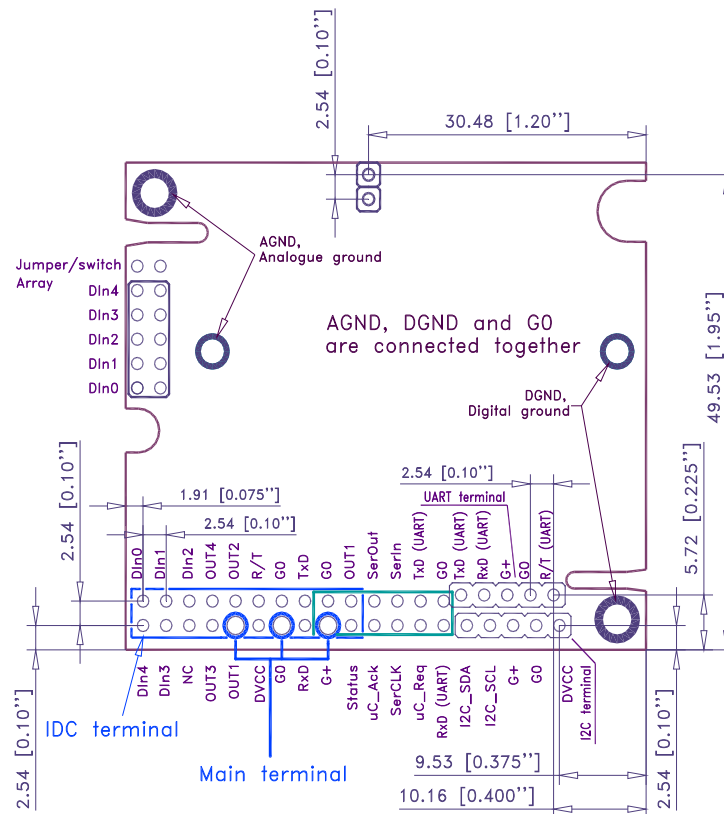 2.54 [0.10'']
30.48 [1.20'']
AGND,
Analogue ground
Jumper/switch
Array
DIn4
DIn3
DIn2
DIn1
DIn0
AGND, DGND and G0
are connected together
DGND,
Digital ground
49.53 [1.95'']
5.72 [0.225'']
2.54 [0.10'']
UART terminal
1.91 [0.075'']
2.54 [0.10'']
2.54 [0.10'']
DIn0
DIn1
DIn2
OUT4
OUT2
R/T
G0
TxD
G0
OUT1
SerOut
SerIn
TxD (UART)
G0
TxD (UART)
RxD (UART)
G+
G0
R/T (UART)
DIn4
DIn3
NC
OUT3
OUT1
DVCC
G0
RxD
G+
Status
uC_Ack
SerCLK
uC_Req
RxD (UART)
I2C_SDA
I2C_SCL
G+
G0
DVCC
I2C terminal
IDC terminal
Main terminal
2.54 [0.10'']
9.53 [0.375'']
10.16 [0.400'']
2.54 [0.10'']